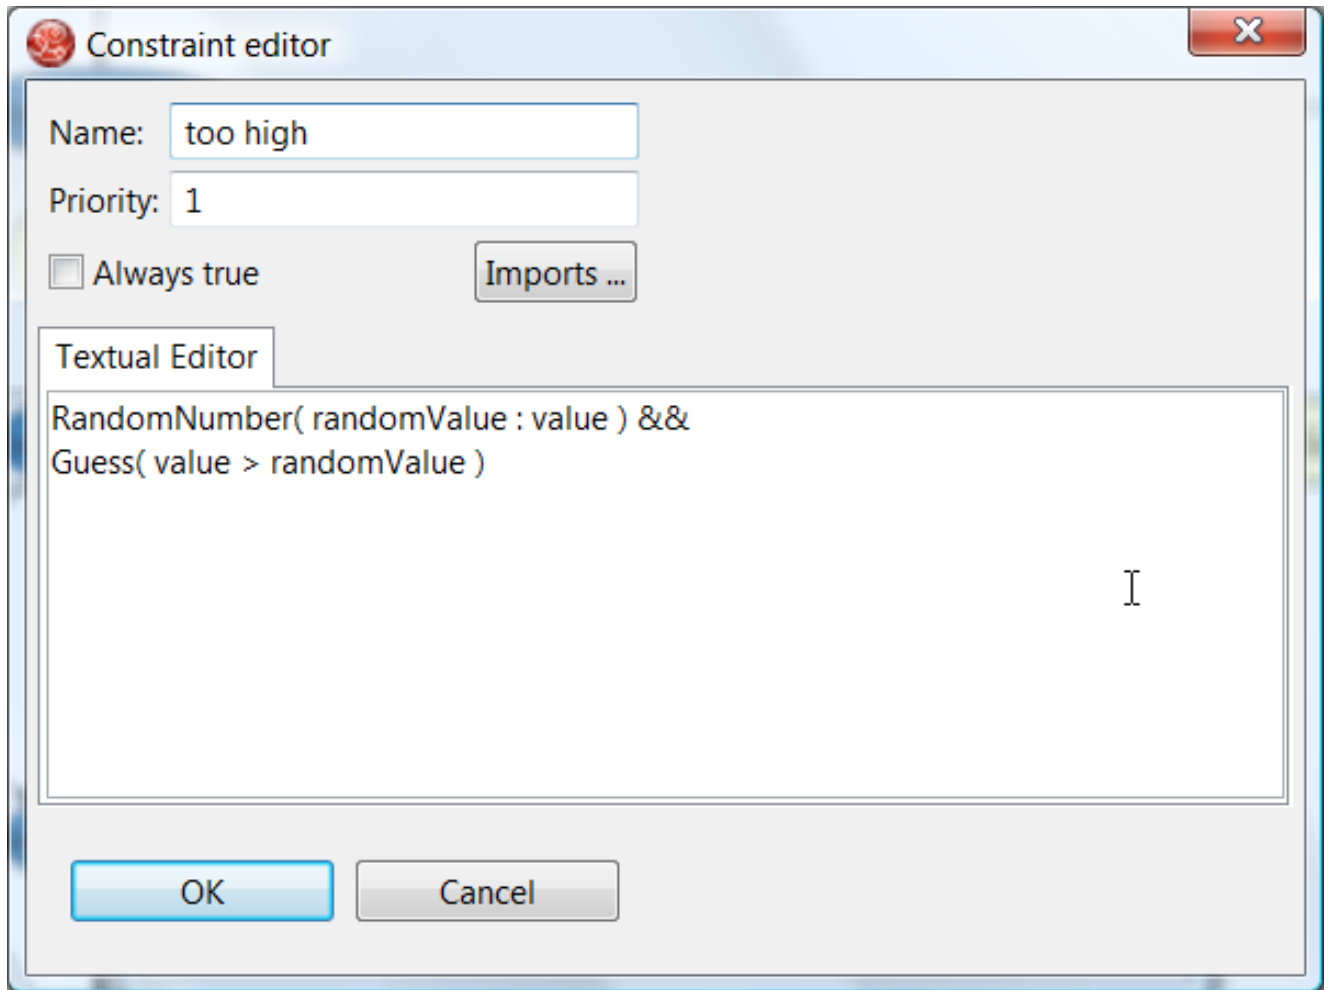 Constraint editor
Name: too high
Priority: 1
Always true Imports ...
Textual Editor
RandomNumber( randomValue : value ) &&
Guess( value > randomValue )
OK Cancel